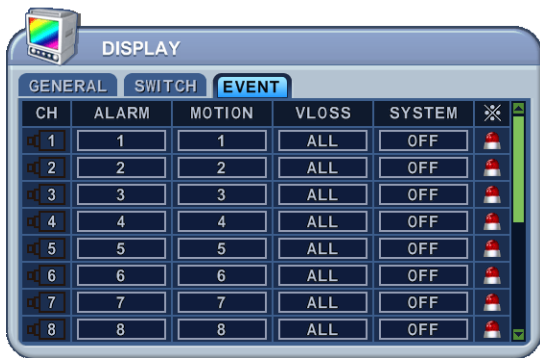 DISPLAY
GENERAL SWITCH EVENT
CH ALARM MOTION VLOSS SYSTEM ※
1 1 1 ALL OFF
2 2 2 ALL OFF
3 3 3 ALL OFF
4 4 4 ALL OFF
5 5 5 ALL OFF
6 6 6 ALL OFF
7 7 7 ALL OFF
8 8 8 ALL OFF